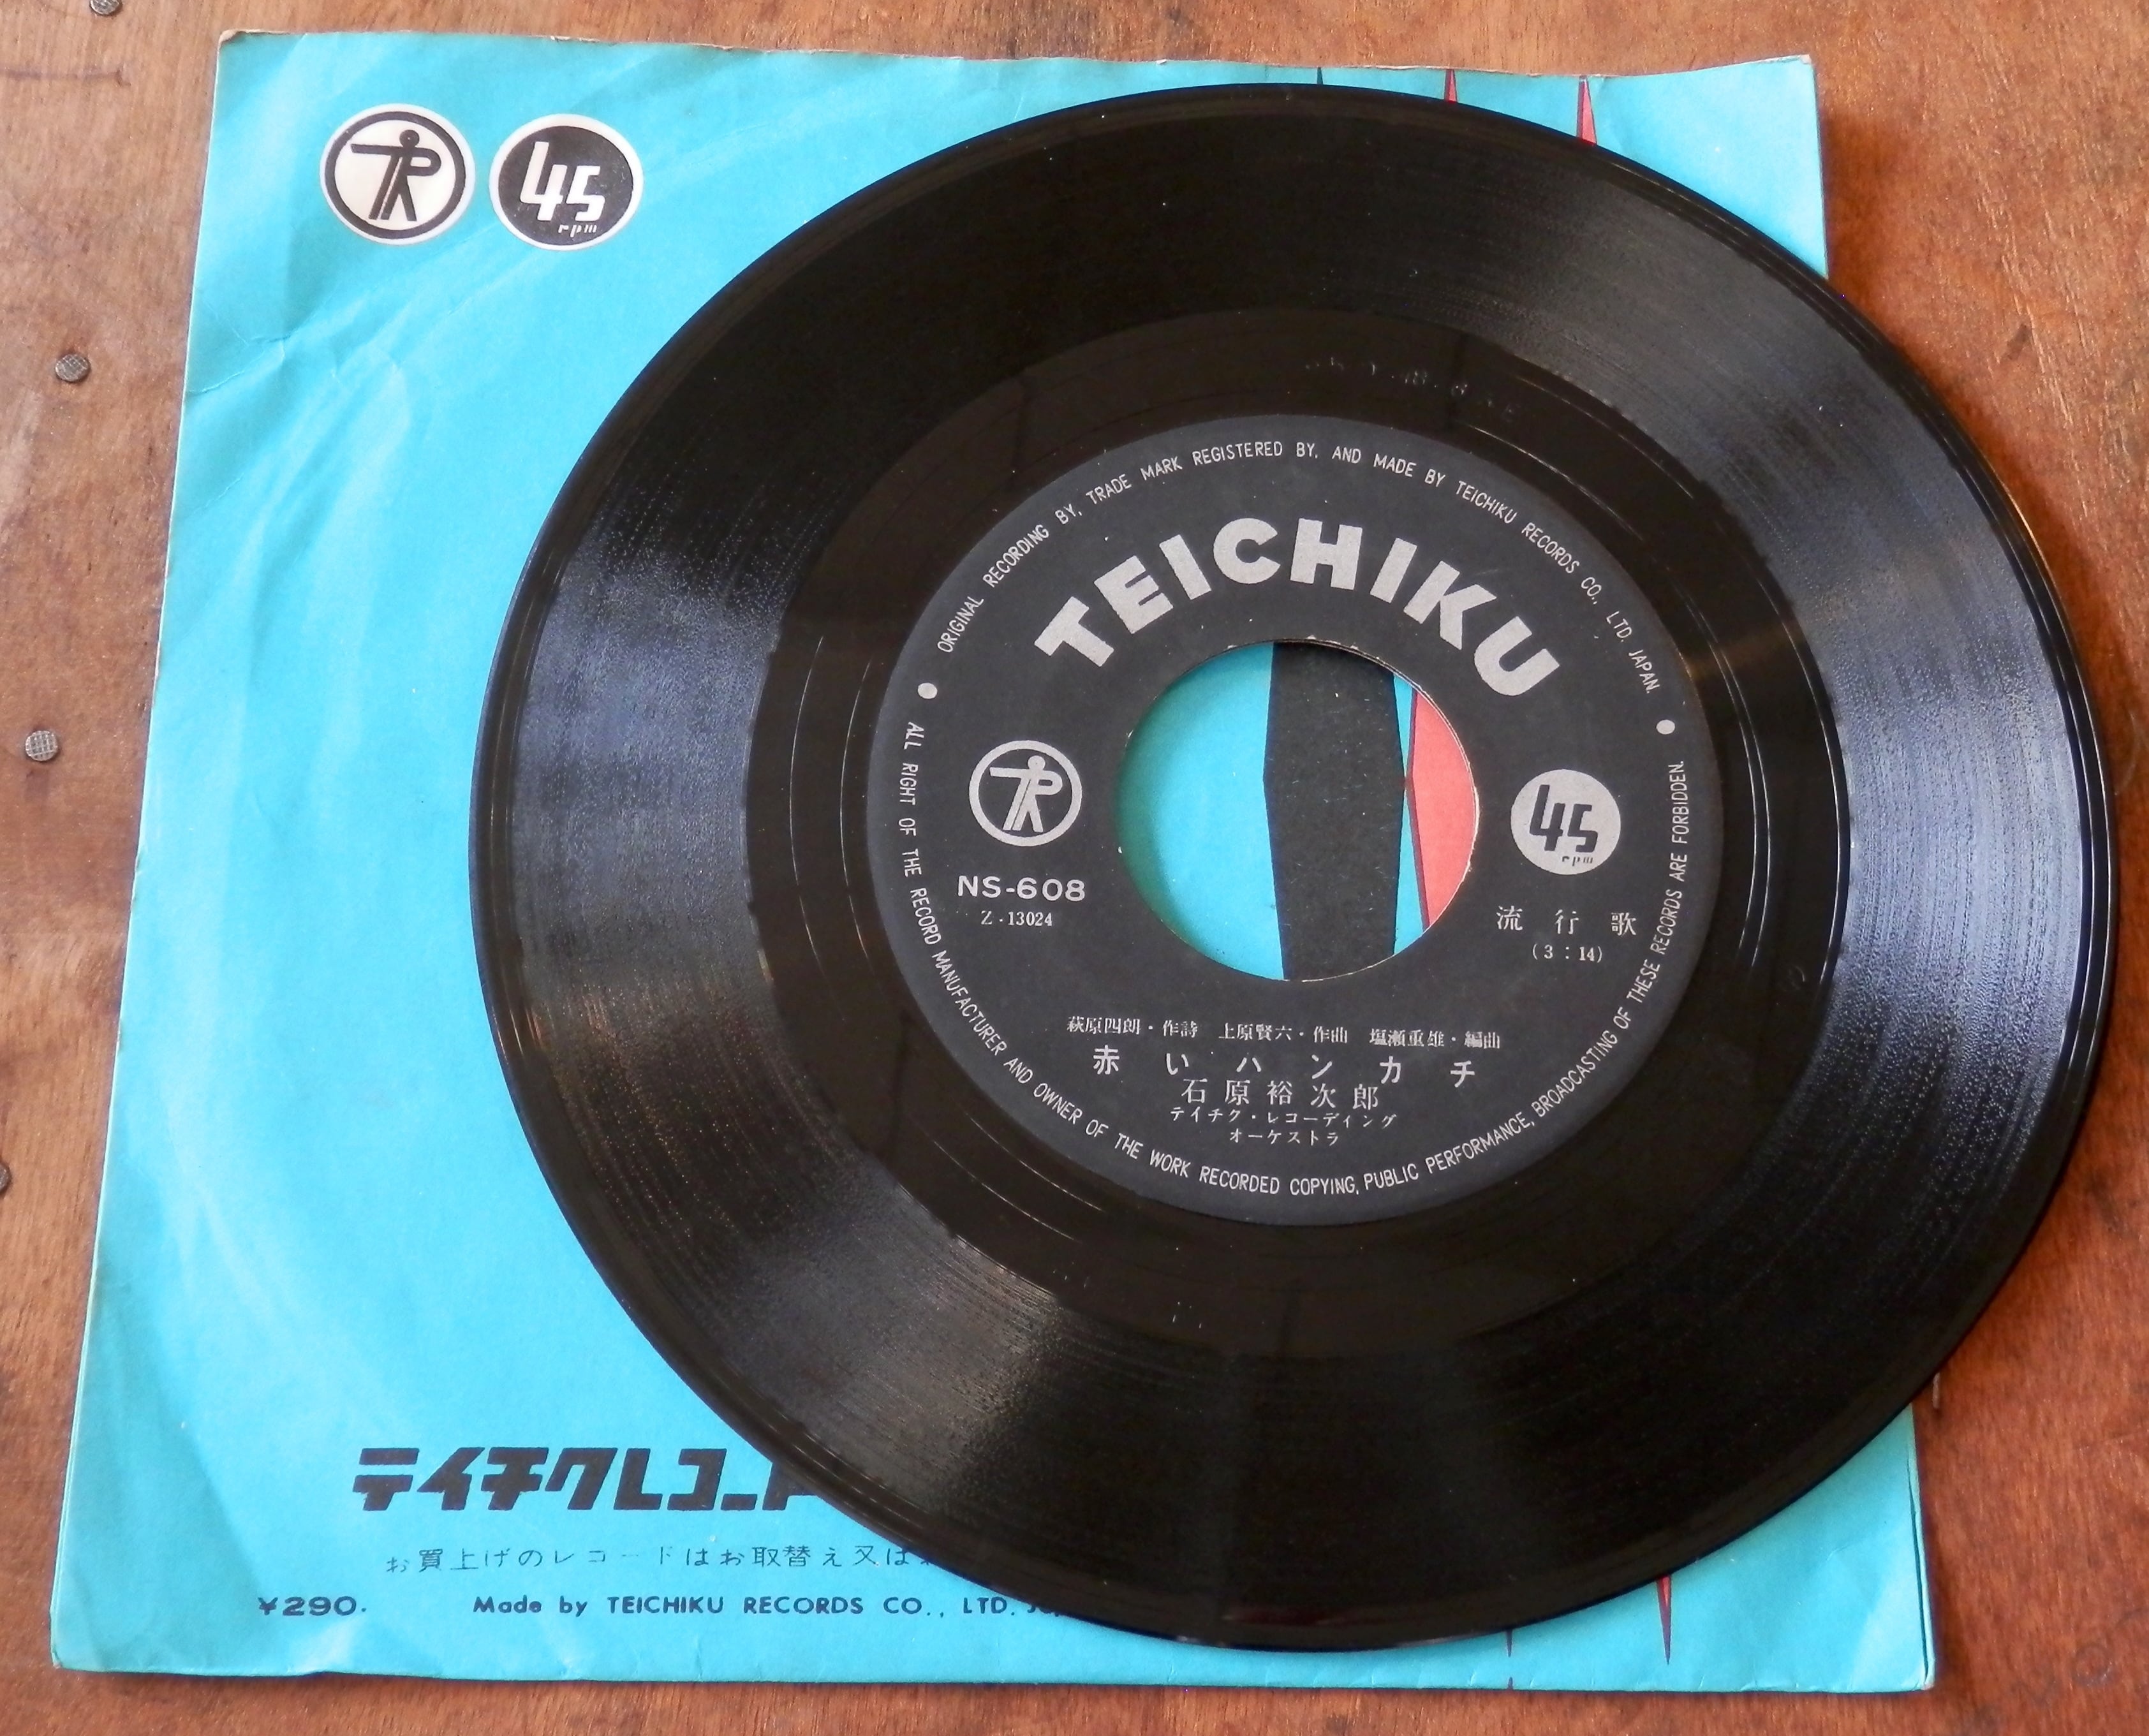 45
rpm
ORIGINAL RECORDING BY, TRADE MARK REGISTERED BY, AND MADE BY TEICHIKU RECORDS CO., LTD. JAPAN.
TEICHIKU
45
rpm
NS-608
Z-13024
流行歌
(3:14)
萩原四朗・作詩 上原賢六・作曲 塩瀬重雄・編曲
赤いハンカチ
石原裕次郎
テイチク・レコーディング
オーケストラ
ALL RIGHT OF THE RECORD MANUFACTURER AND OWNER OF THE WORK RECORDED COPYING, PUBLIC PERFORMANCE, BROADCASTING OF THESE RECORDS ARE FORBIDDEN.
テイチクレコード
お買上げのレコードはお取替え又は
¥290.
Made by TEICHIKU RECORDS CO., LTD.